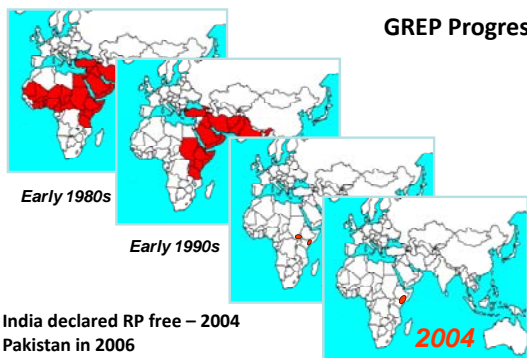 GREP Progres
Early 1980s
Early 1990s
2004
India declared RP free – 2004
Pakistan in 2006